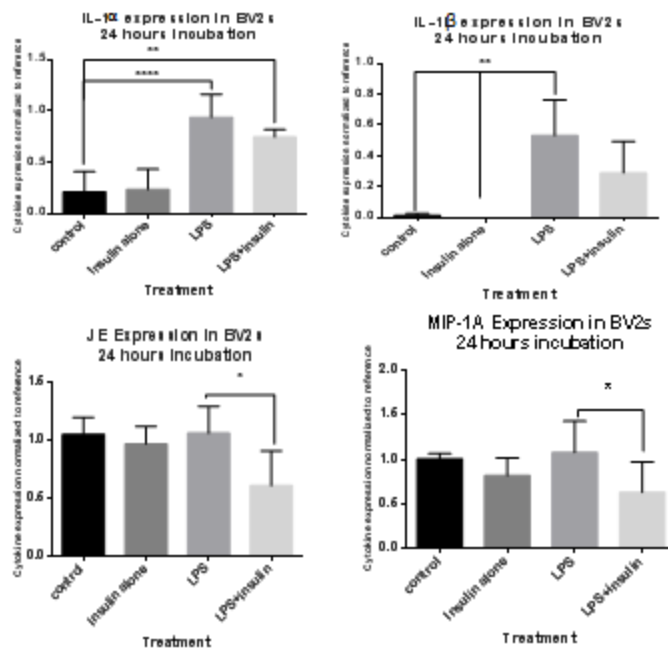 IL-1α expression in BV2s
24 hours incubation
Cytokine expression normalized to reference
1.5
1.0
0.5
0.0
**
****
control
Insulin alone
LPS
LPS+insulin
Treatment
IL-1β expression in BV2s
24 hours incubation
Cytokine expression normalized to reference
1.0
0.8
0.6
0.4
0.2
0.0
**
control
Insulin alone
LPS
LPS+insulin
Treatment
JE Expression in BV2s
24 hours incubation
Cytokine expression normalized to reference
1.5
1.0
0.5
0.0
*
control
Insulin alone
LPS
LPS+insulin
Treatment
MIP-1A Expression in BV2s
24 hours incubation
Cytokine expression normalized to reference
2.0
1.5
1.0
0.5
0.0
*
control
Insulin alone
LPS
LPS+insulin
Treatment